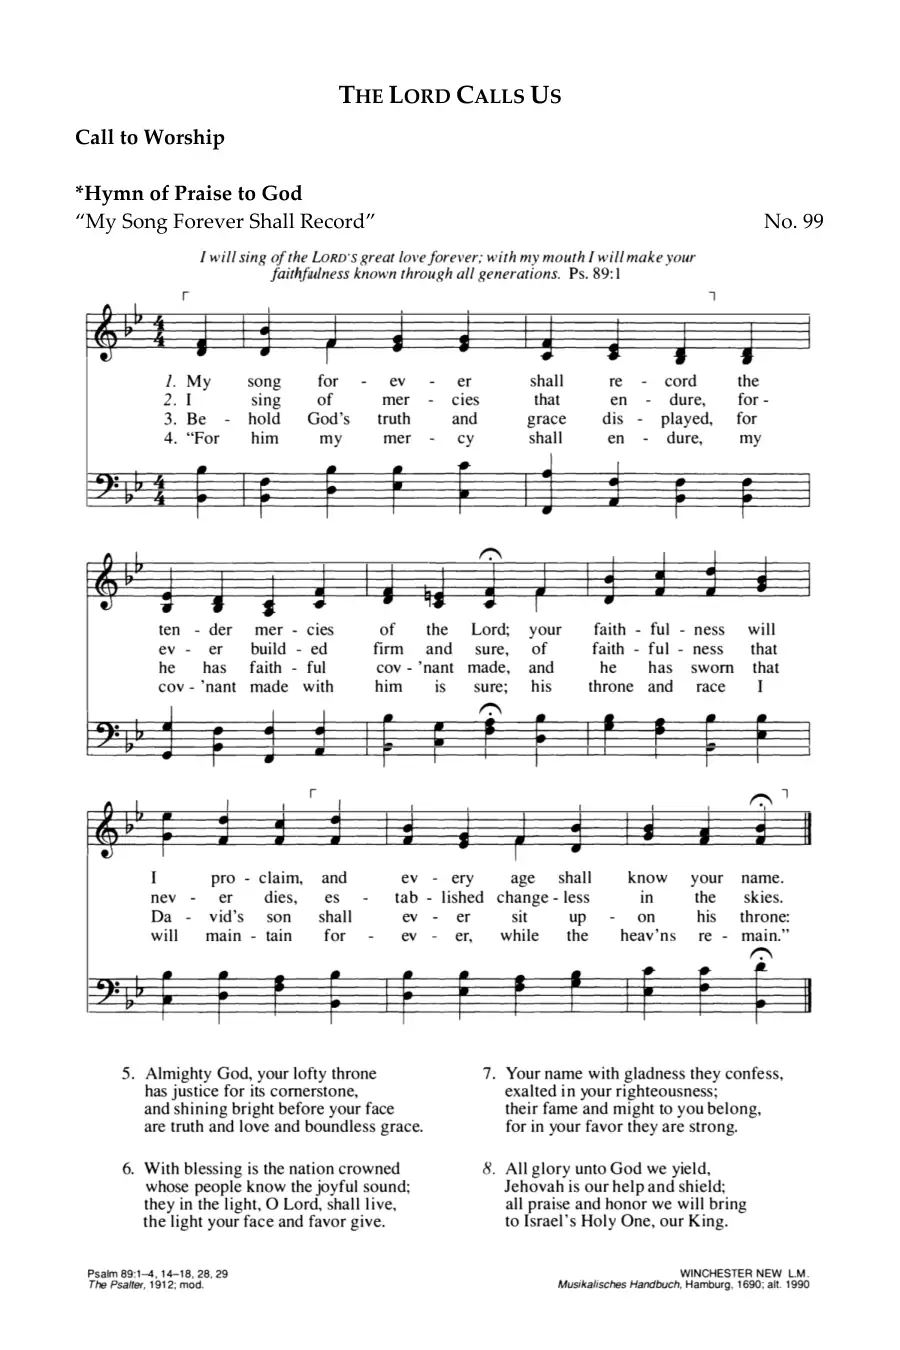 THE LORD CALLS US
Call to Worship
*Hymn of Praise to God
“My Song Forever Shall Record” No. 99
I will sing of the LORD'S great love forever; with my mouth I will make your
faithfulness known through all generations. Ps. 89:1
1. My song for - ev - er shall re - cord the
2. I sing of mer - cies that en - dure, for -
3. Be - hold God's truth and grace dis - played, for
4. “For him my mer - cy shall en - dure, my
ten - der mer - cies of the Lord; your faith - ful - ness will
ev - er build - ed firm and sure, of faith - ful - ness that
he has faith - ful cov - 'nant made, and he has sworn that
cov - 'nant made with him is sure; his throne and race I
I pro - claim, and ev - ery age shall know your name.
nev - er dies, es - tab - lished change - less in the skies.
Da - vid's son shall ev - er sit up - on his throne:
will main - tain for - ev - er, while the heav'ns re - main.”
5. Almighty God, your lofty throne
has justice for its cornerstone,
and shining bright before your face
are truth and love and boundless grace.
6. With blessing is the nation crowned
whose people know the joyful sound;
they in the light, O Lord, shall live,
the light your face and favor give.
7. Your name with gladness they confess,
exalted in your righteousness;
their fame and might to you belong,
for in your favor they are strong.
8. All glory unto God we yield,
Jehovah is our help and shield;
all praise and honor we will bring
to Israel's Holy One, our King.
Psalm 89:1–4, 14–18, 28, 29
The Psalter, 1912; mod.
WINCHESTER NEW L.M.
Musikalisches Handbuch, Hamburg, 1690; alt. 1990